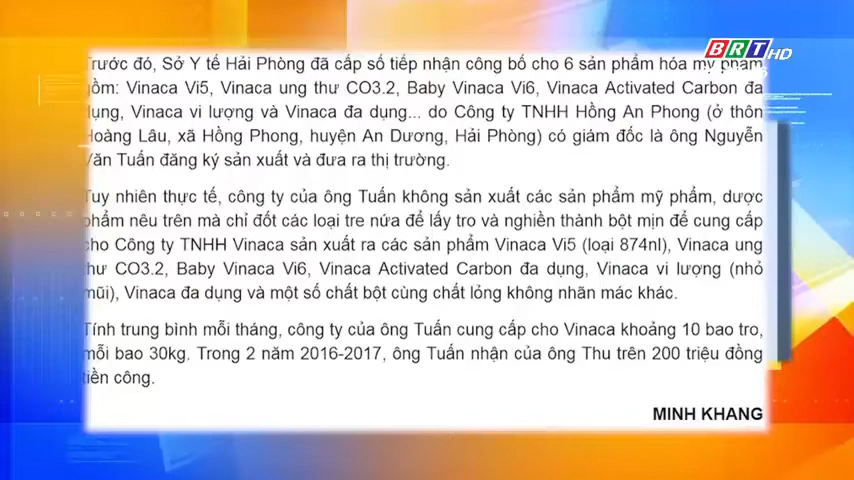 BRT HD
Trước đó, Sở Y tế Hải Phòng đã cấp số tiếp nhận công bố cho 6 sản phẩm hóa mỹ phẩm
gồm: Vinaca Vi5, Vinaca ung thư CO3.2, Baby Vinaca Vi6, Vinaca Activated Carbon đa
dụng, Vinaca vi lượng và Vinaca đa dụng... do Công ty TNHH Hồng An Phong (ở thôn
Hoàng Lâu, xã Hồng Phong, huyện An Dương, Hải Phòng) có giám đốc là ông Nguyễn
Văn Tuấn đăng ký sản xuất và đưa ra thị trường.
Tuy nhiên thực tế, công ty của ông Tuấn không sản xuất các sản phẩm mỹ phẩm, dược
phẩm nêu trên mà chỉ đốt các loại tre nứa để lấy tro và nghiền thành bột mịn để cung cấp
cho Công ty TNHH Vinaca sản xuất ra các sản phẩm Vinaca Vi5 (loại 874nl), Vinaca ung
thư CO3.2, Baby Vinaca Vi6, Vinaca Activated Carbon đa dụng, Vinaca vi lượng (nhỏ
mũi), Vinaca đa dụng và một số chất bột cùng chất lỏng không nhãn mác khác.
Tính trung bình mỗi tháng, công ty của ông Tuấn cung cấp cho Vinaca khoảng 10 bao tro,
mỗi bao 30kg. Trong 2 năm 2016-2017, ông Tuấn nhận của ông Thu trên 200 triệu đồng
tiền công.
MINH KHANG